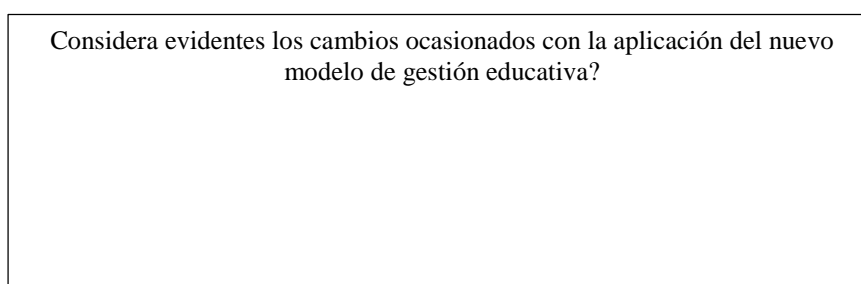 Considera evidentes los cambios ocasionados con la aplicación del nuevo
modelo de gestión educativa?